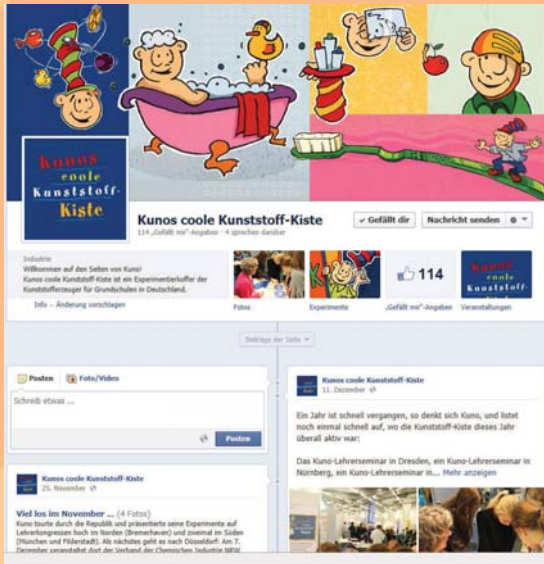 Kunos
coole
Kunststoff-
Kiste
Kunos coole Kunststoff-Kiste
114 „Gefällt mir"-Angaben · 4 sprechen darüber
Gefällt dir
Nachricht senden
Industrie
Willkommen auf den Seiten von Kuno!
Kunos coole Kunststoff-Kiste ist ein Experimentierkoffer der
Kunststofferzeuger für Grundschulen in Deutschland.
Info – Änderung vorschlagen
114
Kunos
coole
Kunststoff-
Fotos
Experimente
„Gefällt mir"-Angaben
Veranstaltungen
Beiträge der Seite
Posten
Foto/Video
Schreib etwas ...
Posten
Kunos coole Kunststoff-Kiste
25. November
Viel los im November ... (4 Fotos)
Kuno tourte durch die Republik und präsentierte seine Experimente auf
Lehrerkongressen hoch im Norden (Bremerhaven) und zweimal im Süden
(München und Filderstadt). Als nächstes geht es nach Düsseldorf: Am 7.
Dezember veranstaltet dort der Verband der Chemischen Industrie NRW
Kunos coole Kunststoff-Kiste
11. Dezember
Ein Jahr ist schnell vergangen, so denkt sich Kuno, und listet
noch einmal schnell auf, wo die Kunststoff-Kiste dieses Jahr
überall aktiv war:
Das Kuno-Lehrerseminar in Dresden, ein Kuno-Lehrerseminar in
Nürnberg, ein Kuno-Lehrerseminar in... Mehr anzeigen